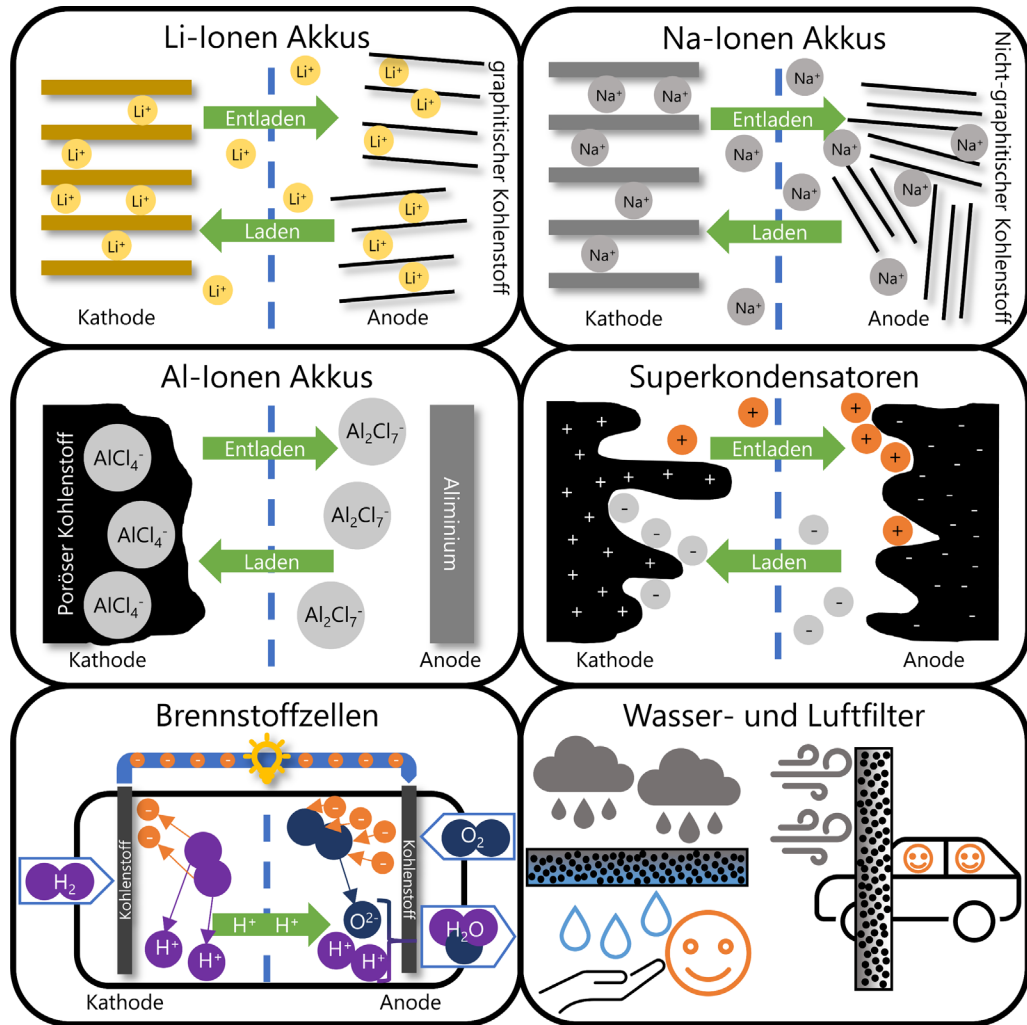 Li-Ionen Akkus
Li⁺
Li⁺
Li⁺
Li⁺
Li⁺
Li⁺
Entladen
Laden
Li⁺
Li⁺
Li⁺
Li⁺
Li⁺
Li⁺
Li⁺
Li⁺
Li⁺
Li⁺
graphitischer Kohlenstoff
Kathode
Anode
Na-Ionen Akkus
Na⁺
Na⁺
Na⁺
Na⁺
Na⁺
Entladen
Laden
Na⁺
Na⁺
Na⁺
Na⁺
Na⁺
Na⁺
Na⁺
Na⁺
Nicht-graphitischer Kohlenstoff
Kathode
Anode
Al-Ionen Akkus
Poröser Kohlenstoff
AlCl₄⁻
AlCl₄⁻
AlCl₄⁻
Entladen
Laden
Al₂Cl₇⁻
Al₂Cl₇⁻
Al₂Cl₇⁻
Aliminium
Kathode
Anode
Superkondensatoren
Entladen
Laden
Kathode
Anode
Brennstoffzellen
H₂
Kohlenstoff
H⁺
H⁺
H⁺ H⁺
O²⁻
H⁺
H⁺
Kohlenstoff
O₂
H₂O
Kathode
Anode
Wasser- und Luftfilter